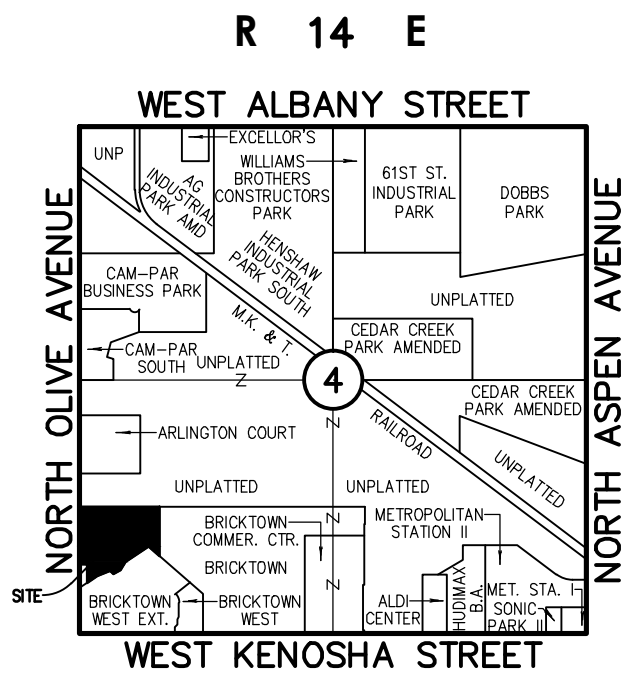 R 14 E
WEST ALBANY STREET
NORTH OLIVE AVENUE
NORTH ASPEN AVENUE
UNP
AG
INDUSTRIAL
PARK AMD
EXCELLOR'S
WILLIAMS
BROTHERS
CONSTRUCTORS
PARK
61ST ST.
INDUSTRIAL
PARK
DOBBS
PARK
HENSHAW
INDUSTRIAL
PARK SOUTH
CAM-PAR
BUSINESS PARK
UNPLATTED
M.K. & T.
CEDAR CREEK
PARK AMENDED
CAM-PAR
SOUTH
UNPLATTED
Z
4
CEDAR CREEK
PARK AMENDED
RAILROAD
Z
ARLINGTON COURT
UNPLATTED
UNPLATTED
UNPLATTED
BRICKTOWN
COMMER. CTR.
Z
METROPOLITAN
STATION II
BRICKTOWN
Z
SITE
BRICKTOWN
WEST EXT.
BRICKTOWN
WEST
ALDI
CENTER
HUDIMAX
B.A.
MET. STA. I
SONIC
PARK II
WEST KENOSHA STREET